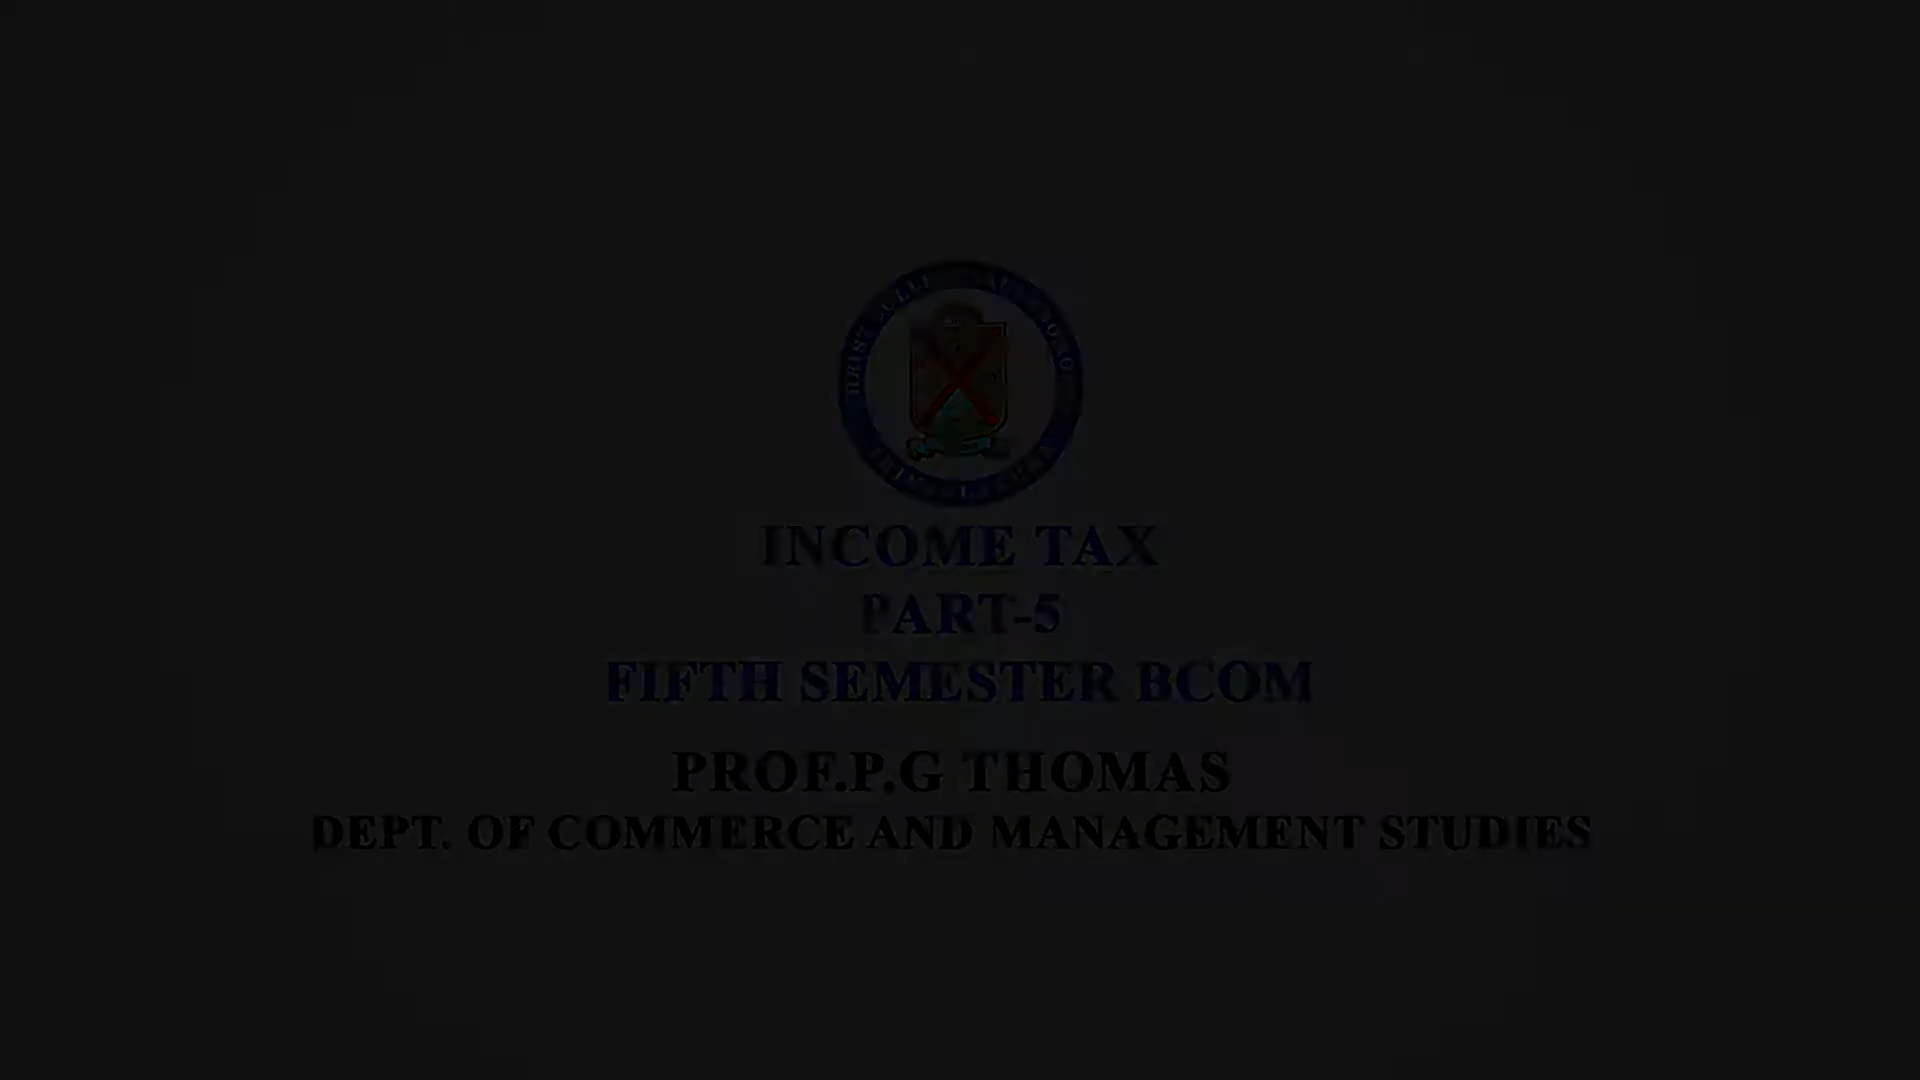 INCOME TAX
PART-5
FIFTH SEMESTER BCOM
PROF.P.G THOMAS
DEPT. OF COMMERCE AND MANAGEMENT STUDIES